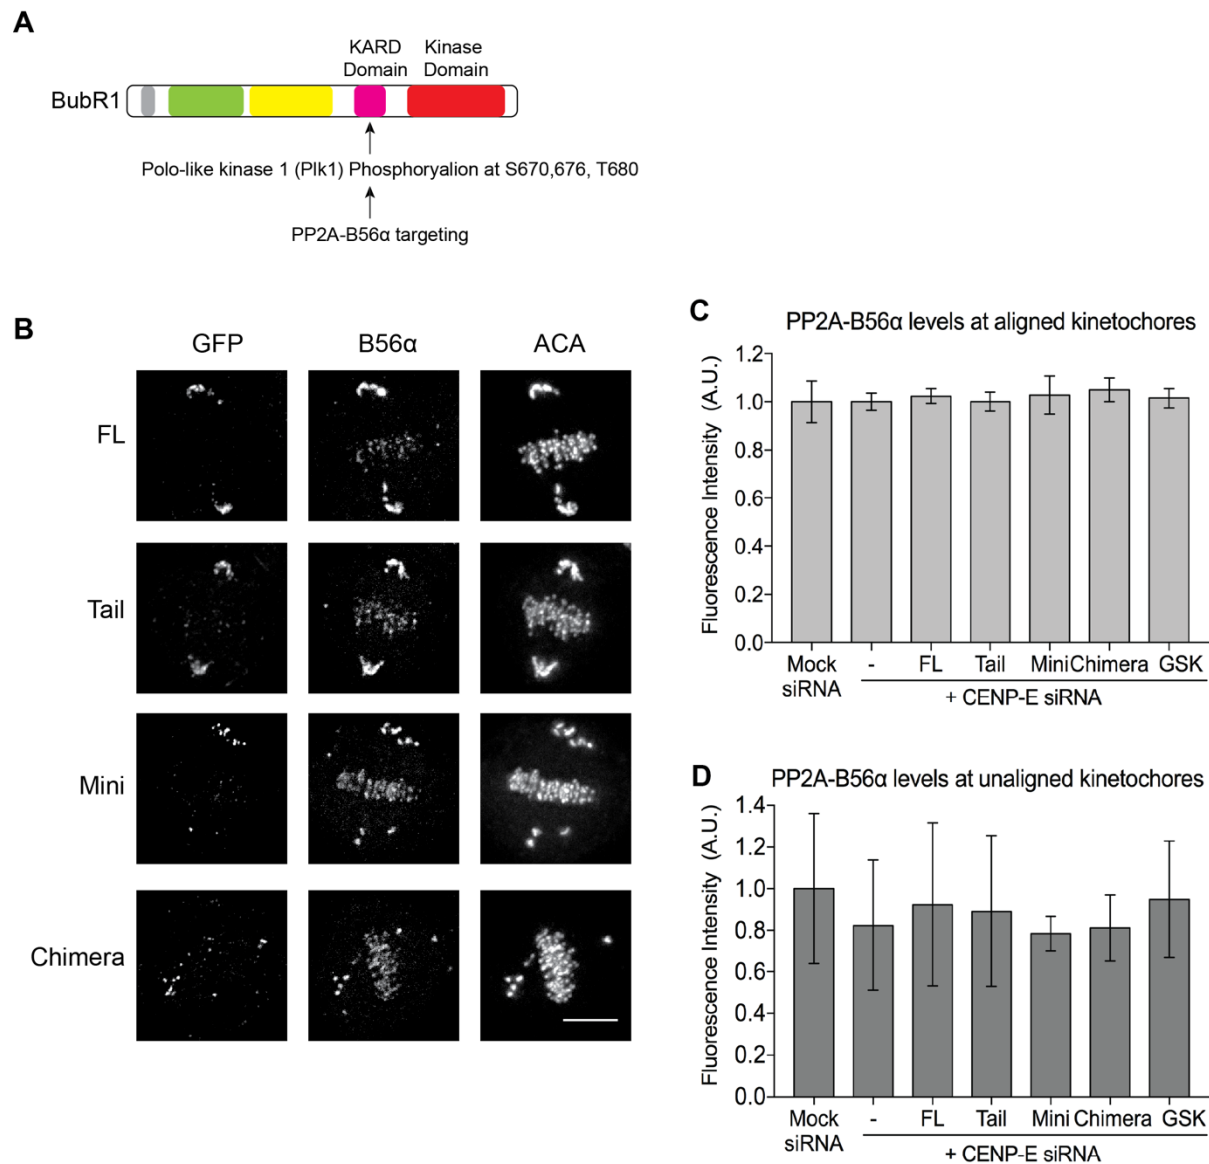 A
KARD Kinase
Domain Domain
BubR1
Polo-like kinase 1 (Plk1) Phosphoryalion at S670,676, T680
PP2A-B56α targeting
B
GFP B56α ACA
FL
Tail
Mini
Chimera
C
PP2A-B56α levels at aligned kinetochores
Fluorescence Intensity (A.U.)
1.2
1.0
0.8
0.6
0.4
0.2
0.0
Mock - FL Tail Mini Chimera GSK
siRNA
+ CENP-E siRNA
D
PP2A-B56α levels at unaligned kinetochores
Fluorescence Intensity (A.U.)
1.4
1.2
1.0
0.8
0.6
0.4
0.2
0.0
Mock - FL Tail Mini Chimera GSK
siRNA
+ CENP-E siRNA